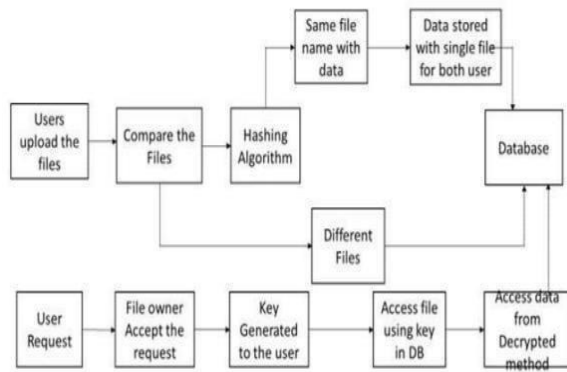 Same file
name with
data
Data stored
with single file
for both user
Users
upload the
files
Compare the
Files
Hashing
Algorithm
Database
Different
Files
User
Request
File owner
Accept the
request
Key
Generated
to the user
Access file
using key
in DB
Access data
from
Decrypted
method